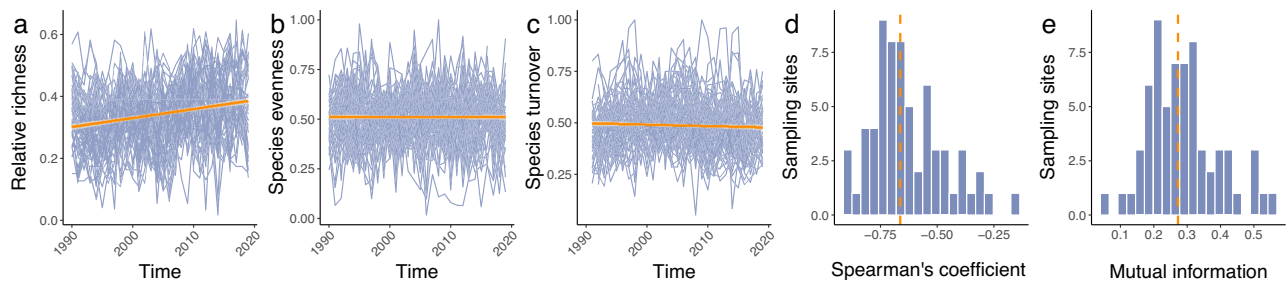 a
Relative richness
0.6
0.4
0.2
0.0
1990
2000
2010
2020
Time
b
Species evenness
1.00
0.75
0.50
0.25
0.00
1990
2000
2010
2020
Time
c
Species turnover
1.00
0.75
0.50
0.25
1990
2000
2010
2020
Time
d
Sampling sites
7.5
5.0
2.5
0.0
−0.75
−0.50
−0.25
Spearman's coefficient
e
Sampling sites
7.5
5.0
2.5
0.0
0.1
0.2
0.3
0.4
0.5
Mutual information